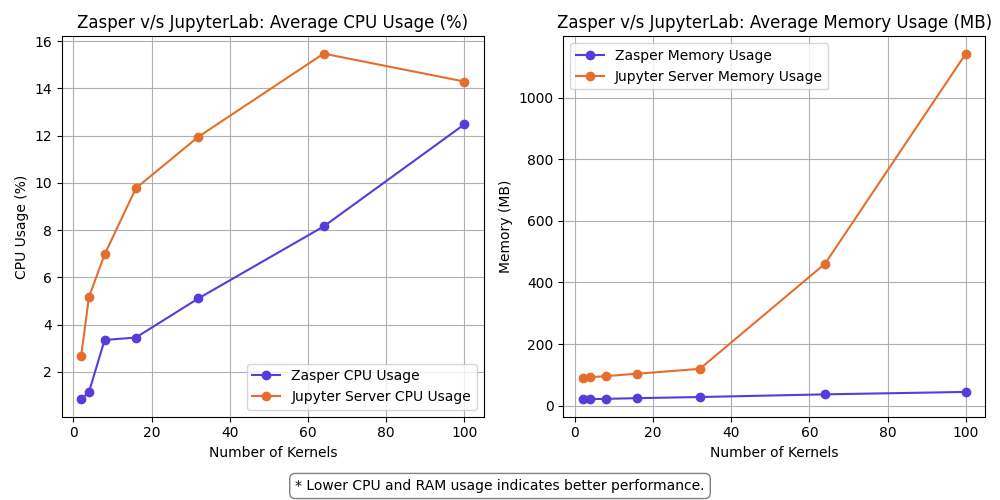 Zasper v/s JupyterLab: Average CPU Usage (%)
16
14
12
10
8
6
4
2
CPU Usage (%)
0
20
40
60
80
100
Number of Kernels
Zasper CPU Usage
Jupyter Server CPU Usage
Zasper v/s JupyterLab: Average Memory Usage (MB)
Zasper Memory Usage
Jupyter Server Memory Usage
1000
800
600
400
200
0
Memory (MB)
0
20
40
60
80
100
Number of Kernels
* Lower CPU and RAM usage indicates better performance.